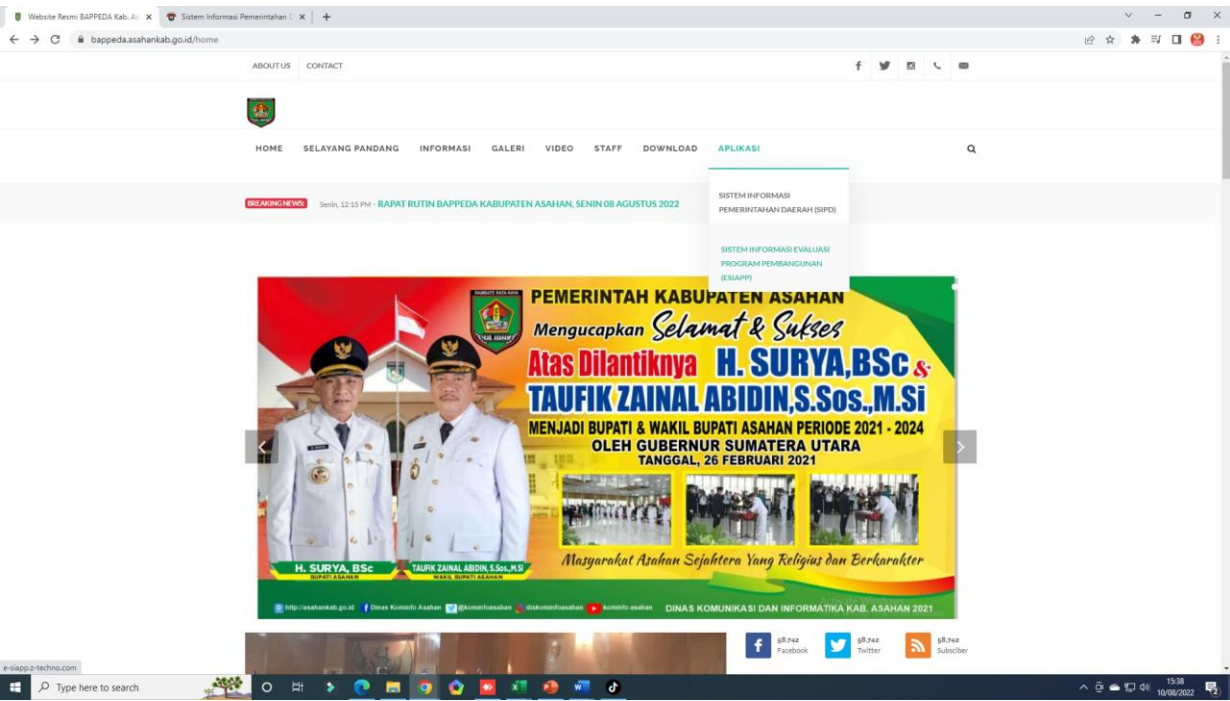 Website Resmi BAPPEDA Kab. As
Sistem Informasi Pemerintahan
bappeda.asahankab.go.id/home
ABOUT US CONTACT
HOME SELAYANG PANDANG INFORMASI GALERI VIDEO STAFF DOWNLOAD APLIKASI
BREAKING NEWS Senin, 12:15 PM - RAPAT RUTIN BAPPEDA KABUPATEN ASAHAN, SENIN 08 AGUSTUS 2022
SISTEM INFORMASI
PEMERINTAHAN DAERAH (SIPD)
SISTEM INFORMASI EVALUASI
PROGRAM PEMBANGUNAN
(ESIAPP)
PEMERINTAH KABUPATEN ASAHAN
Mengucapkan Selamat & Sukses
Atas Dilantiknya H. SURYA,BSc &
TAUFIK ZAINAL ABIDIN,S.Sos.,M.Si
MENJADI BUPATI & WAKIL BUPATI ASAHAN PERIODE 2021 - 2024
OLEH GUBERNUR SUMATERA UTARA
TANGGAL, 26 FEBRUARI 2021
Masyarakat Asahan Sejahtera Yang Religius dan Berkarakter
H. SURYA, BSc
BUPATI ASAHAN
TAUFIK ZAINAL ABIDIN, S.Sos., M.Si
WAKIL BUPATI ASAHAN
http://asahankab.go.id Dinas Kominfo Asahan @kominfoasahan diskominfoasahan kominfo asahan DINAS KOMUNIKASI DAN INFORMATIKA KAB. ASAHAN 2021
Activate Windows
58,742
Facebook
58,742
Twitter
58,742
Subsciber
e-siapp.z-techno.com
Type here to search
15:38
10/08/2022